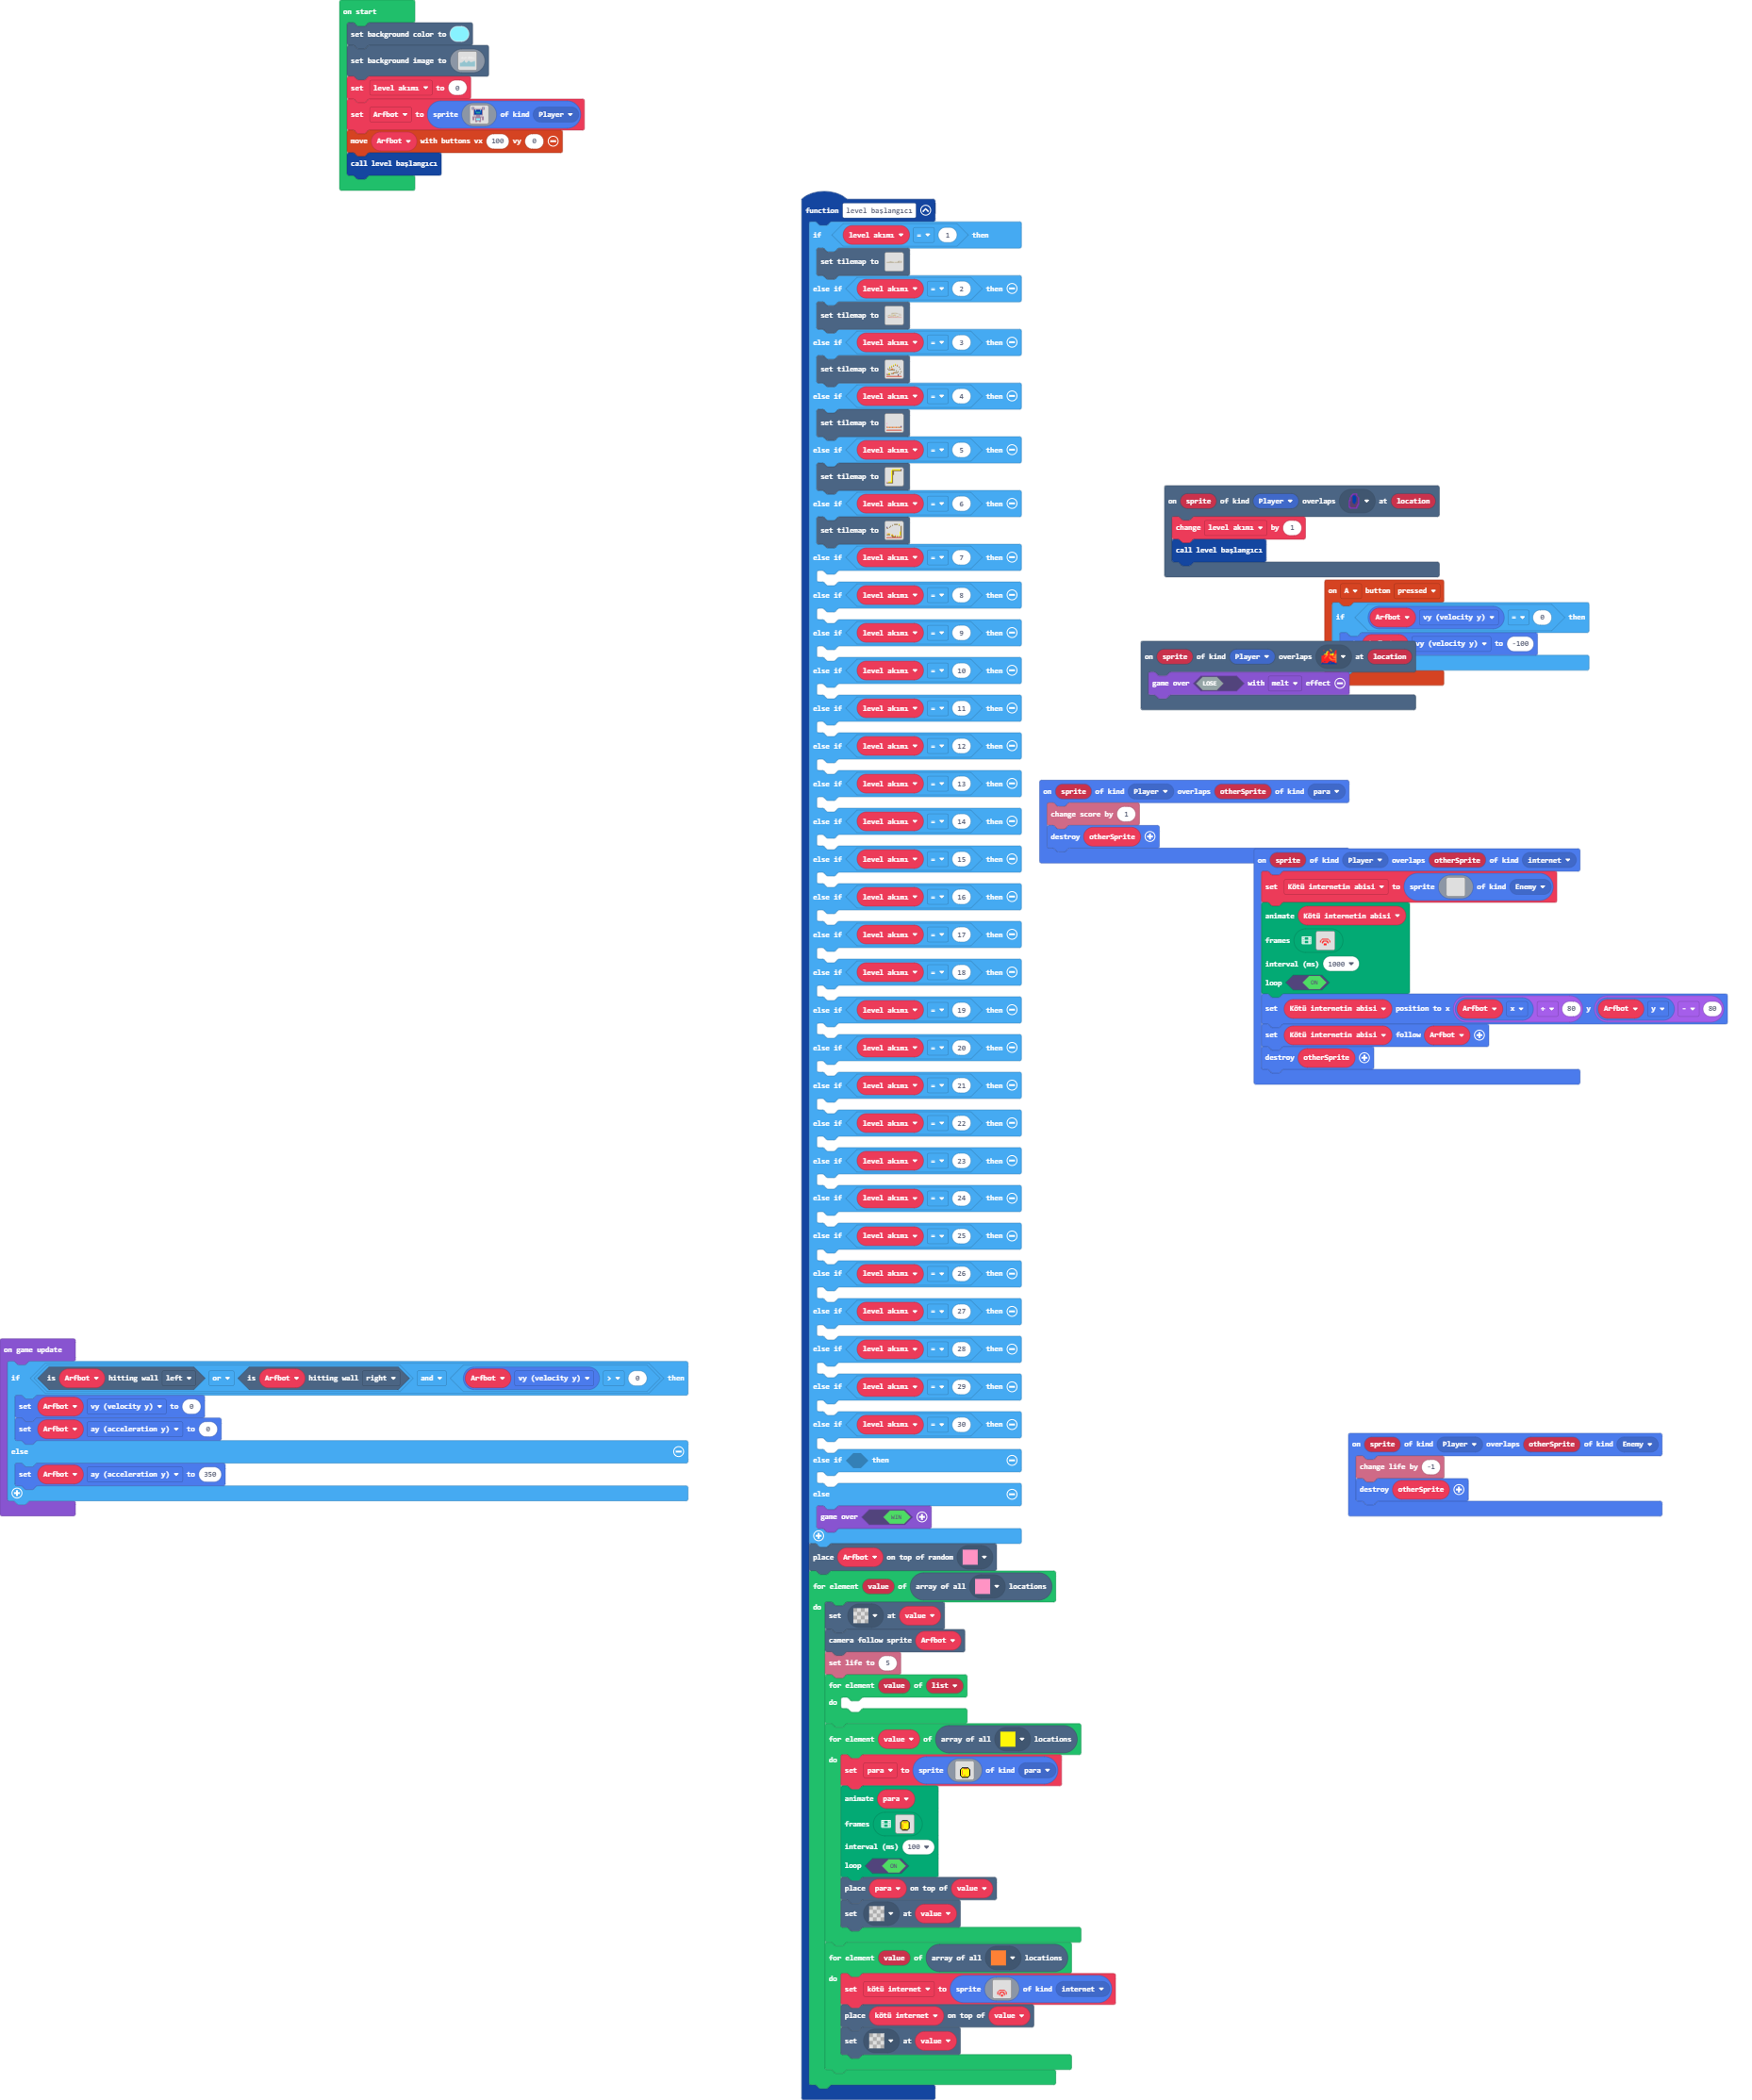 on start
set background color to
set background image to
set level akımı to 0
set Arfbot to sprite of kind Player
move Arfbot with buttons vx 100 vy 0
call level başlangıcı
function level başlangıcı
if level akımı = 1 then
set tilemap to
else if level akımı = 2 then
set tilemap to
else if level akımı = 3 then
set tilemap to
else if level akımı = 4 then
set tilemap to
else if level akımı = 5 then
set tilemap to
else if level akımı = 6 then
set tilemap to
else if level akımı = 7 then
else if level akımı = 8 then
else if level akımı = 9 then
else if level akımı = 10 then
else if level akımı = 11 then
else if level akımı = 12 then
else if level akımı = 13 then
else if level akımı = 14 then
else if level akımı = 15 then
else if level akımı = 16 then
else if level akımı = 17 then
else if level akımı = 18 then
else if level akımı = 19 then
else if level akımı = 20 then
else if level akımı = 21 then
else if level akımı = 22 then
else if level akımı = 23 then
else if level akımı = 24 then
else if level akımı = 25 then
else if level akımı = 26 then
else if level akımı = 27 then
else if level akımı = 28 then
else if level akımı = 29 then
else if level akımı = 30 then
else if then
else
game over WIN
place Arfbot on top of random
for element value of array of all locations
do
set at value
camera follow sprite Arfbot
set life to 5
for element value of list
do
for element value of array of all locations
do
set para to sprite of kind para
animate para
frames
interval (ms) 100
loop ON
place para on top of value
set at value
for element value of array of all locations
do
set kötü internet to sprite of kind internet
place kötü internet on top of value
set at value
on sprite of kind Player overlaps at location
change level akımı by 1
call level başlangıcı
on A button pressed
if Arfbot vy (velocity y) = 0 then
vy (velocity y) to -100
on sprite of kind Player overlaps at location
game over LOSE with melt effect
on sprite of kind Player overlaps otherSprite of kind para
change score by 1
destroy otherSprite
on sprite of kind Player overlaps otherSprite of kind internet
set Kötü internetin abisi to sprite of kind Enemy
animate Kötü internetin abisi
frames
interval (ms) 1000
loop ON
set Kötü internetin abisi position to x Arfbot x + 80 y Arfbot y - 80
set Kötü internetin abisi follow Arfbot
destroy otherSprite
on game update
if is Arfbot hitting wall left or is Arfbot hitting wall right and Arfbot vy (velocity y) > 0 then
set Arfbot vy (velocity y) to 0
set Arfbot ay (acceleration y) to 0
else
set Arfbot ay (acceleration y) to 350
on sprite of kind Player overlaps otherSprite of kind Enemy
change life by -1
destroy otherSprite